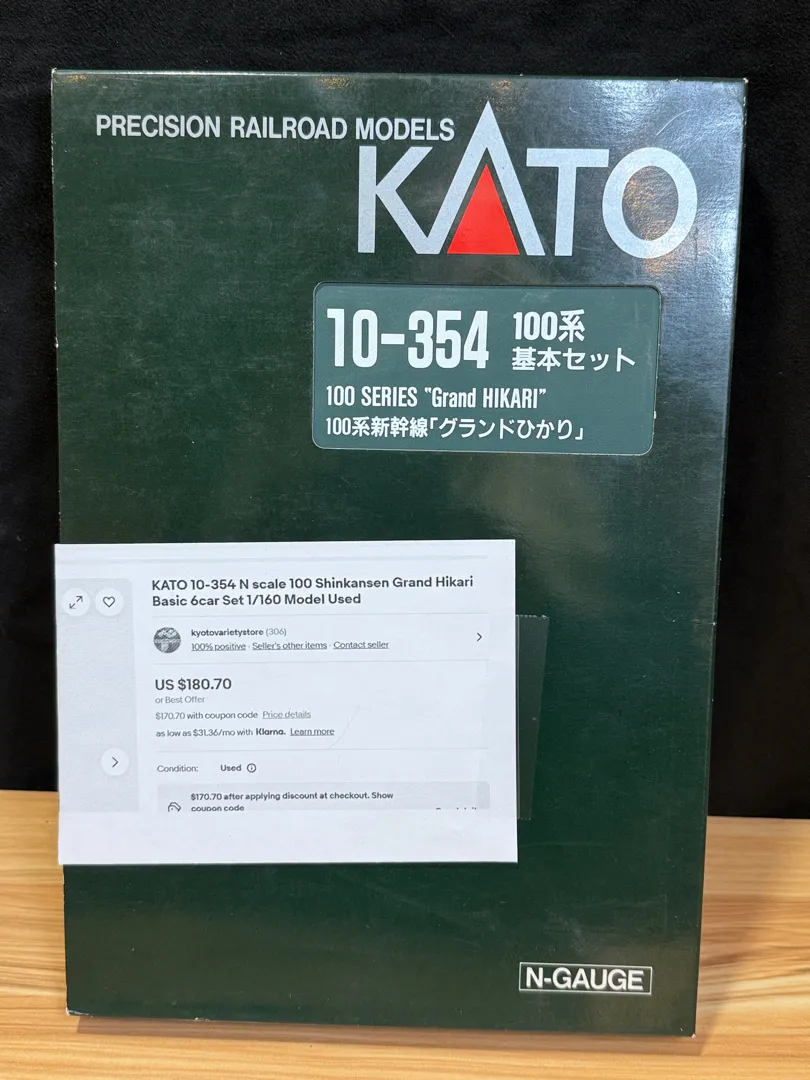 PRECISION RAILROAD MODELS
KATO
10-354
100系
基本セット
100 SERIES "Grand HIKARI"
100系新幹線「グランドひかり」
KATO 10-354 N scale 100 Shinkansen Grand Hikari
Basic 6car Set 1/160 Model Used
kyotovarietystore (306)
100% positive · Seller's other items · Contact seller
US $180.70
or Best Offer
$170.70 with coupon code Price details
as low as $31.36/mo with Klarna. Learn more
Condition: Used
$170.70 after applying discount at checkout. Show
coupon code
N-GAUGE